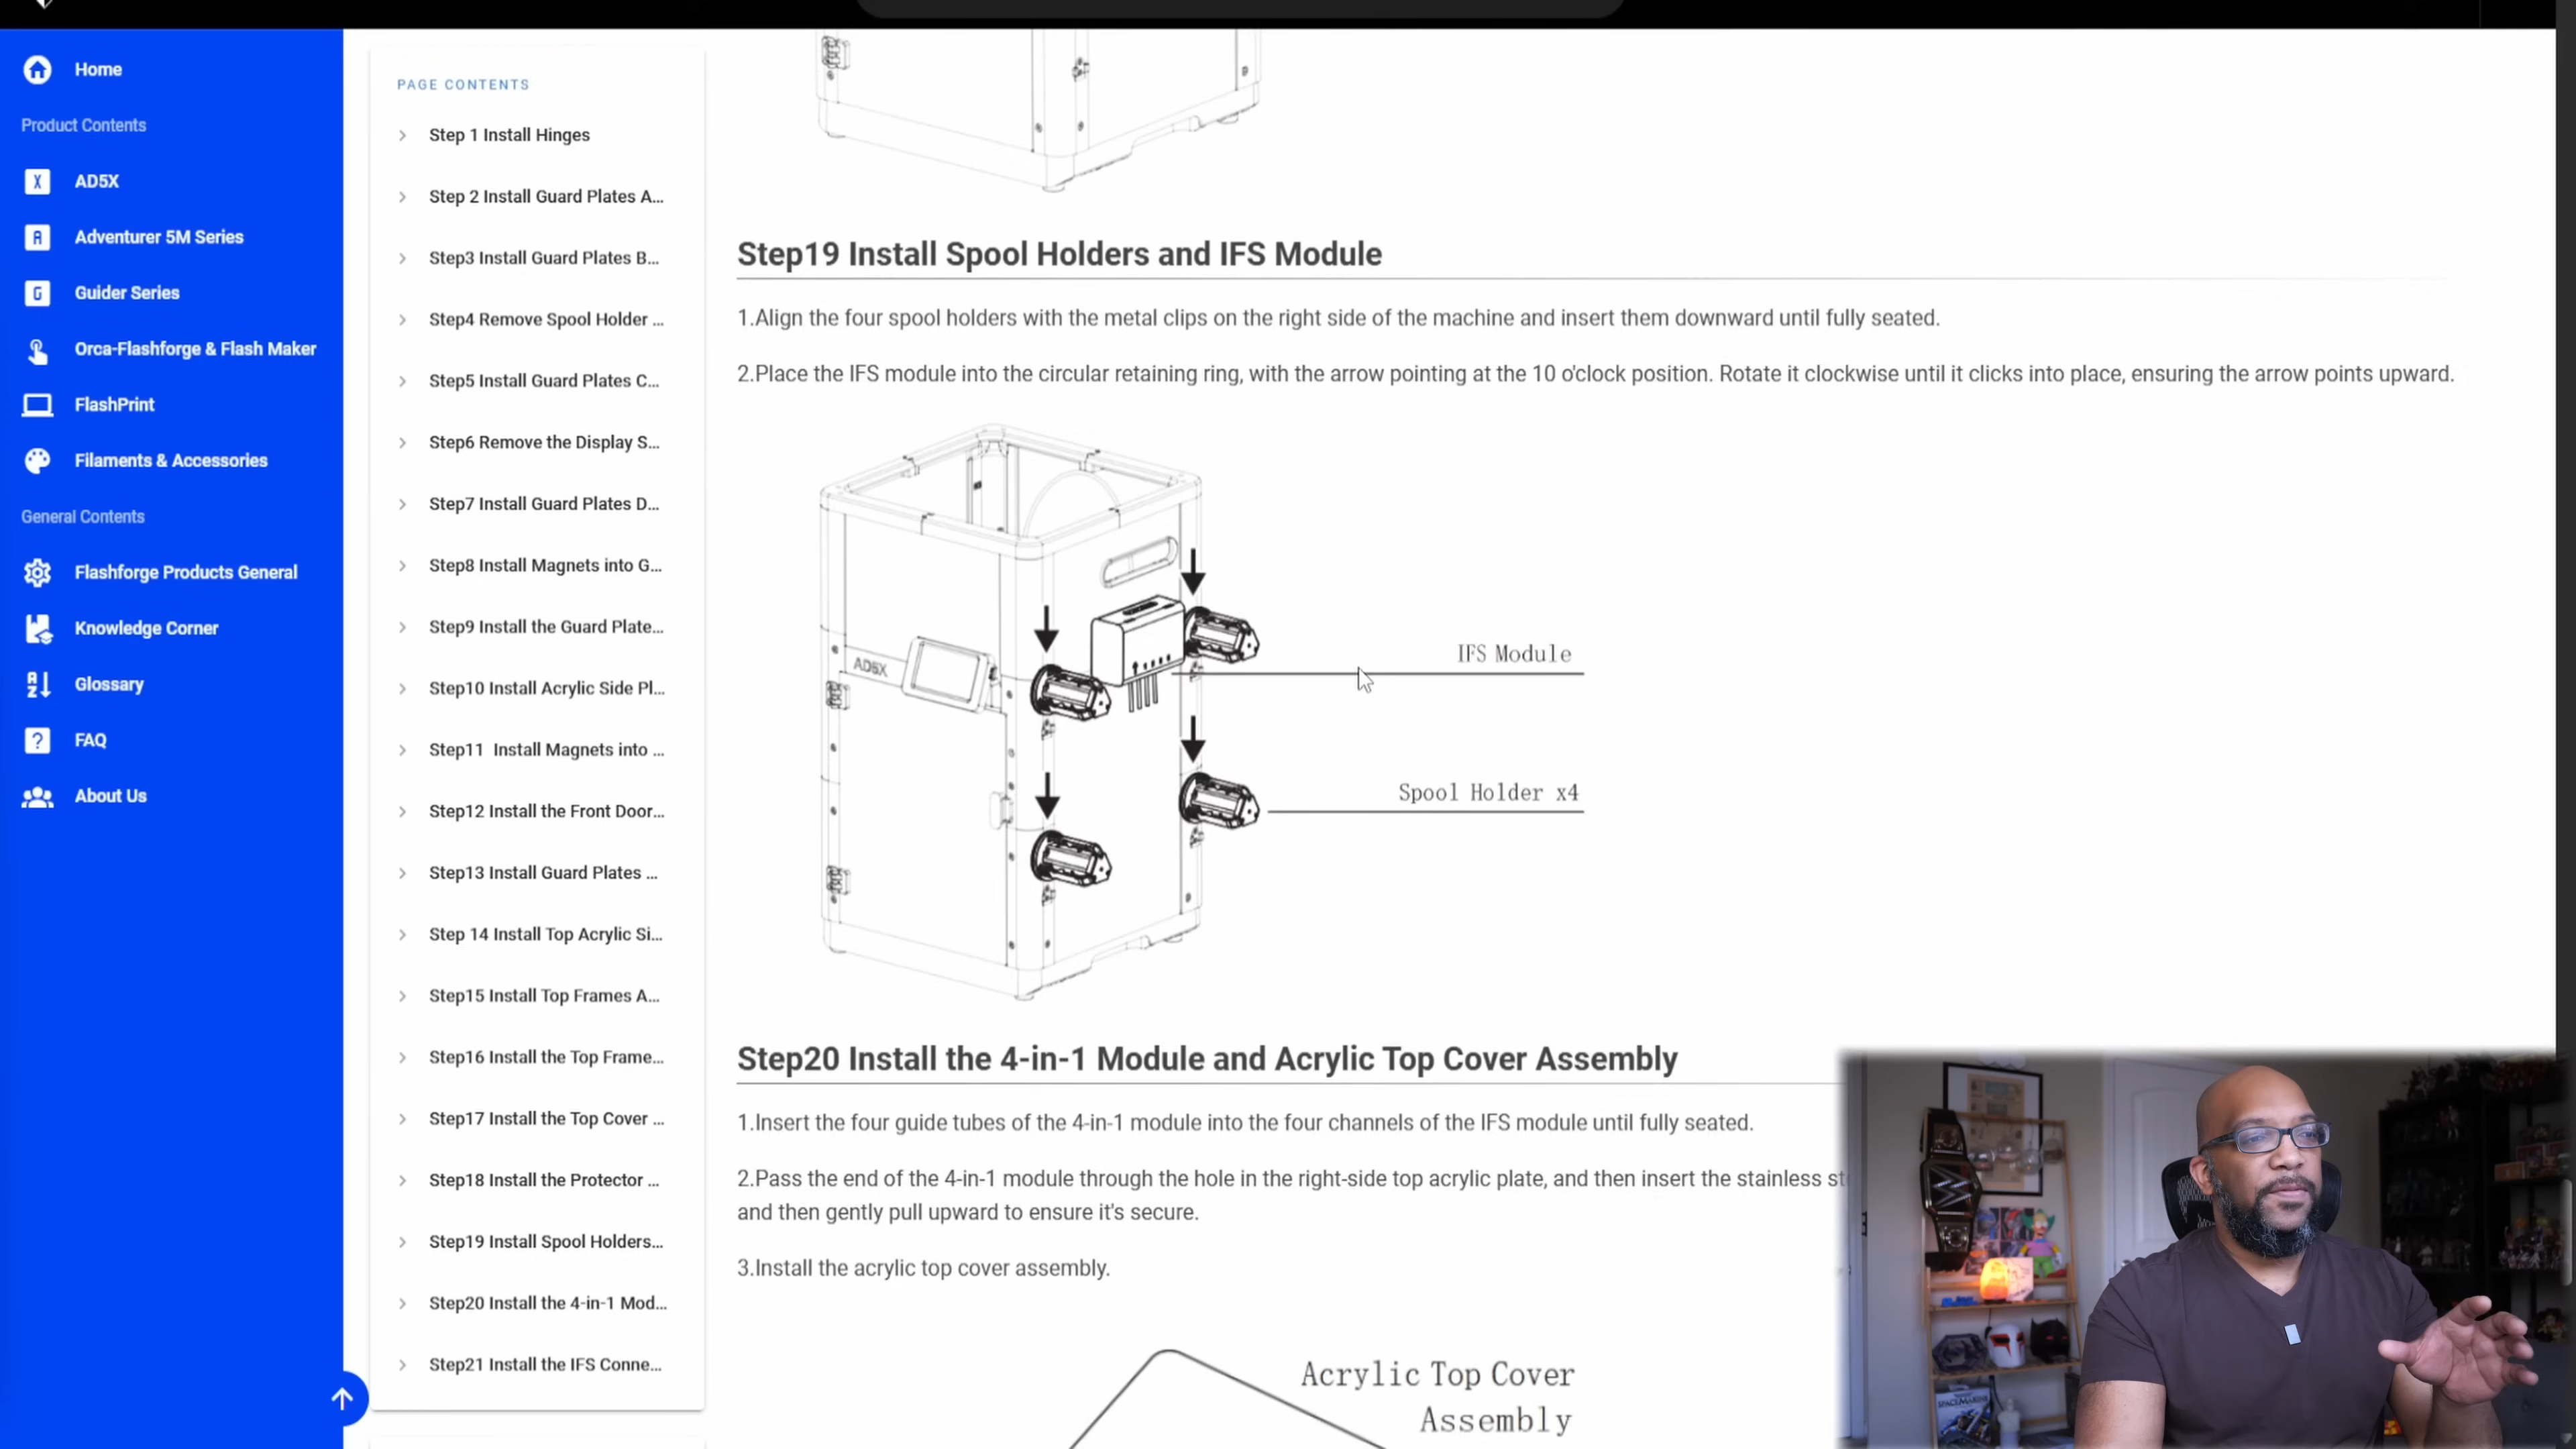 Home
Product Contents
AD5X
Adventurer 5M Series
Guider Series
Orca-Flashforge & Flash Maker
FlashPrint
Filaments & Accessories
General Contents
Flashforge Products General
Knowledge Corner
Glossary
FAQ
About Us
PAGE CONTENTS
Step 1 Install Hinges
Step 2 Install Guard Plates A...
Step3 Install Guard Plates B...
Step4 Remove Spool Holder ...
Step5 Install Guard Plates C...
Step6 Remove the Display S...
Step7 Install Guard Plates D...
Step8 Install Magnets into G...
Step9 Install the Guard Plate...
Step10 Install Acrylic Side Pl...
Step11 Install Magnets into ...
Step12 Install the Front Door...
Step13 Install Guard Plates ...
Step 14 Install Top Acrylic Si...
Step15 Install Top Frames A...
Step16 Install the Top Frame...
Step17 Install the Top Cover ...
Step18 Install the Protector ...
Step19 Install Spool Holders...
Step20 Install the 4-in-1 Mod...
Step21 Install the IFS Conne...
Step19 Install Spool Holders and IFS Module
1.Align the four spool holders with the metal clips on the right side of the machine and insert them downward until fully seated.
2.Place the IFS module into the circular retaining ring, with the arrow pointing at the 10 o'clock position. Rotate it clockwise until it clicks into place, ensuring the arrow points upward.
AD5X
IFS Module
Spool Holder x4
Step20 Install the 4-in-1 Module and Acrylic Top Cover Assembly
1.Insert the four guide tubes of the 4-in-1 module into the four channels of the IFS module until fully seated.
2.Pass the end of the 4-in-1 module through the hole in the right-side top acrylic plate, and then insert the stainless
and then gently pull upward to ensure it's secure.
3.Install the acrylic top cover assembly.
Acrylic Top Cover
Assembly